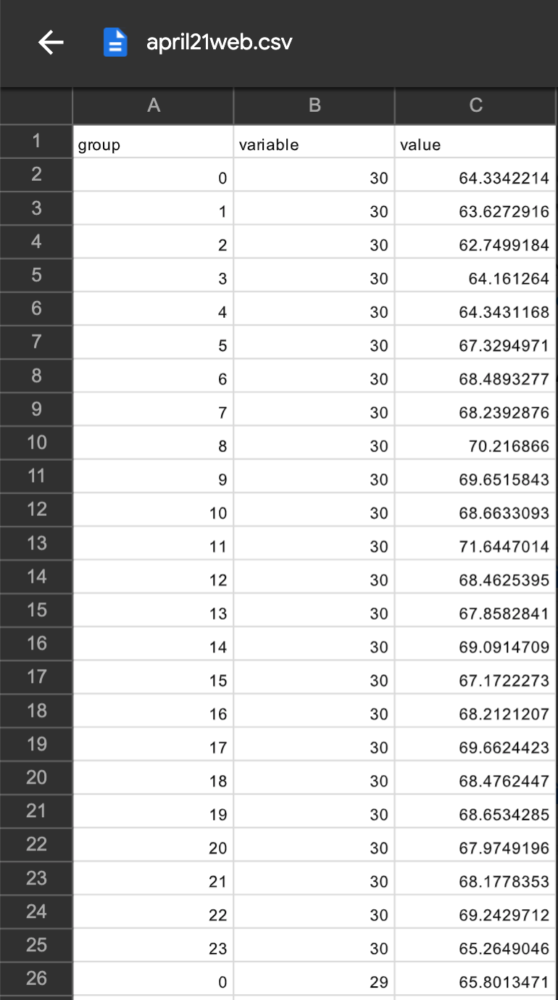 april21web.csv
A B C
1 group variable value
2 0 30 64.3342214
3 1 30 63.6272916
4 2 30 62.7499184
5 3 30 64.161264
6 4 30 64.3431168
7 5 30 67.3294971
8 6 30 68.4893277
9 7 30 68.2392876
10 8 30 70.216866
11 9 30 69.6515843
12 10 30 68.6633093
13 11 30 71.6447014
14 12 30 68.4625395
15 13 30 67.8582841
16 14 30 69.0914709
17 15 30 67.1722273
18 16 30 68.2121207
19 17 30 69.6624423
20 18 30 68.4762447
21 19 30 68.6534285
22 20 30 67.9749196
23 21 30 68.1778353
24 22 30 69.2429712
25 23 30 65.2649046
26 0 29 65.8013471